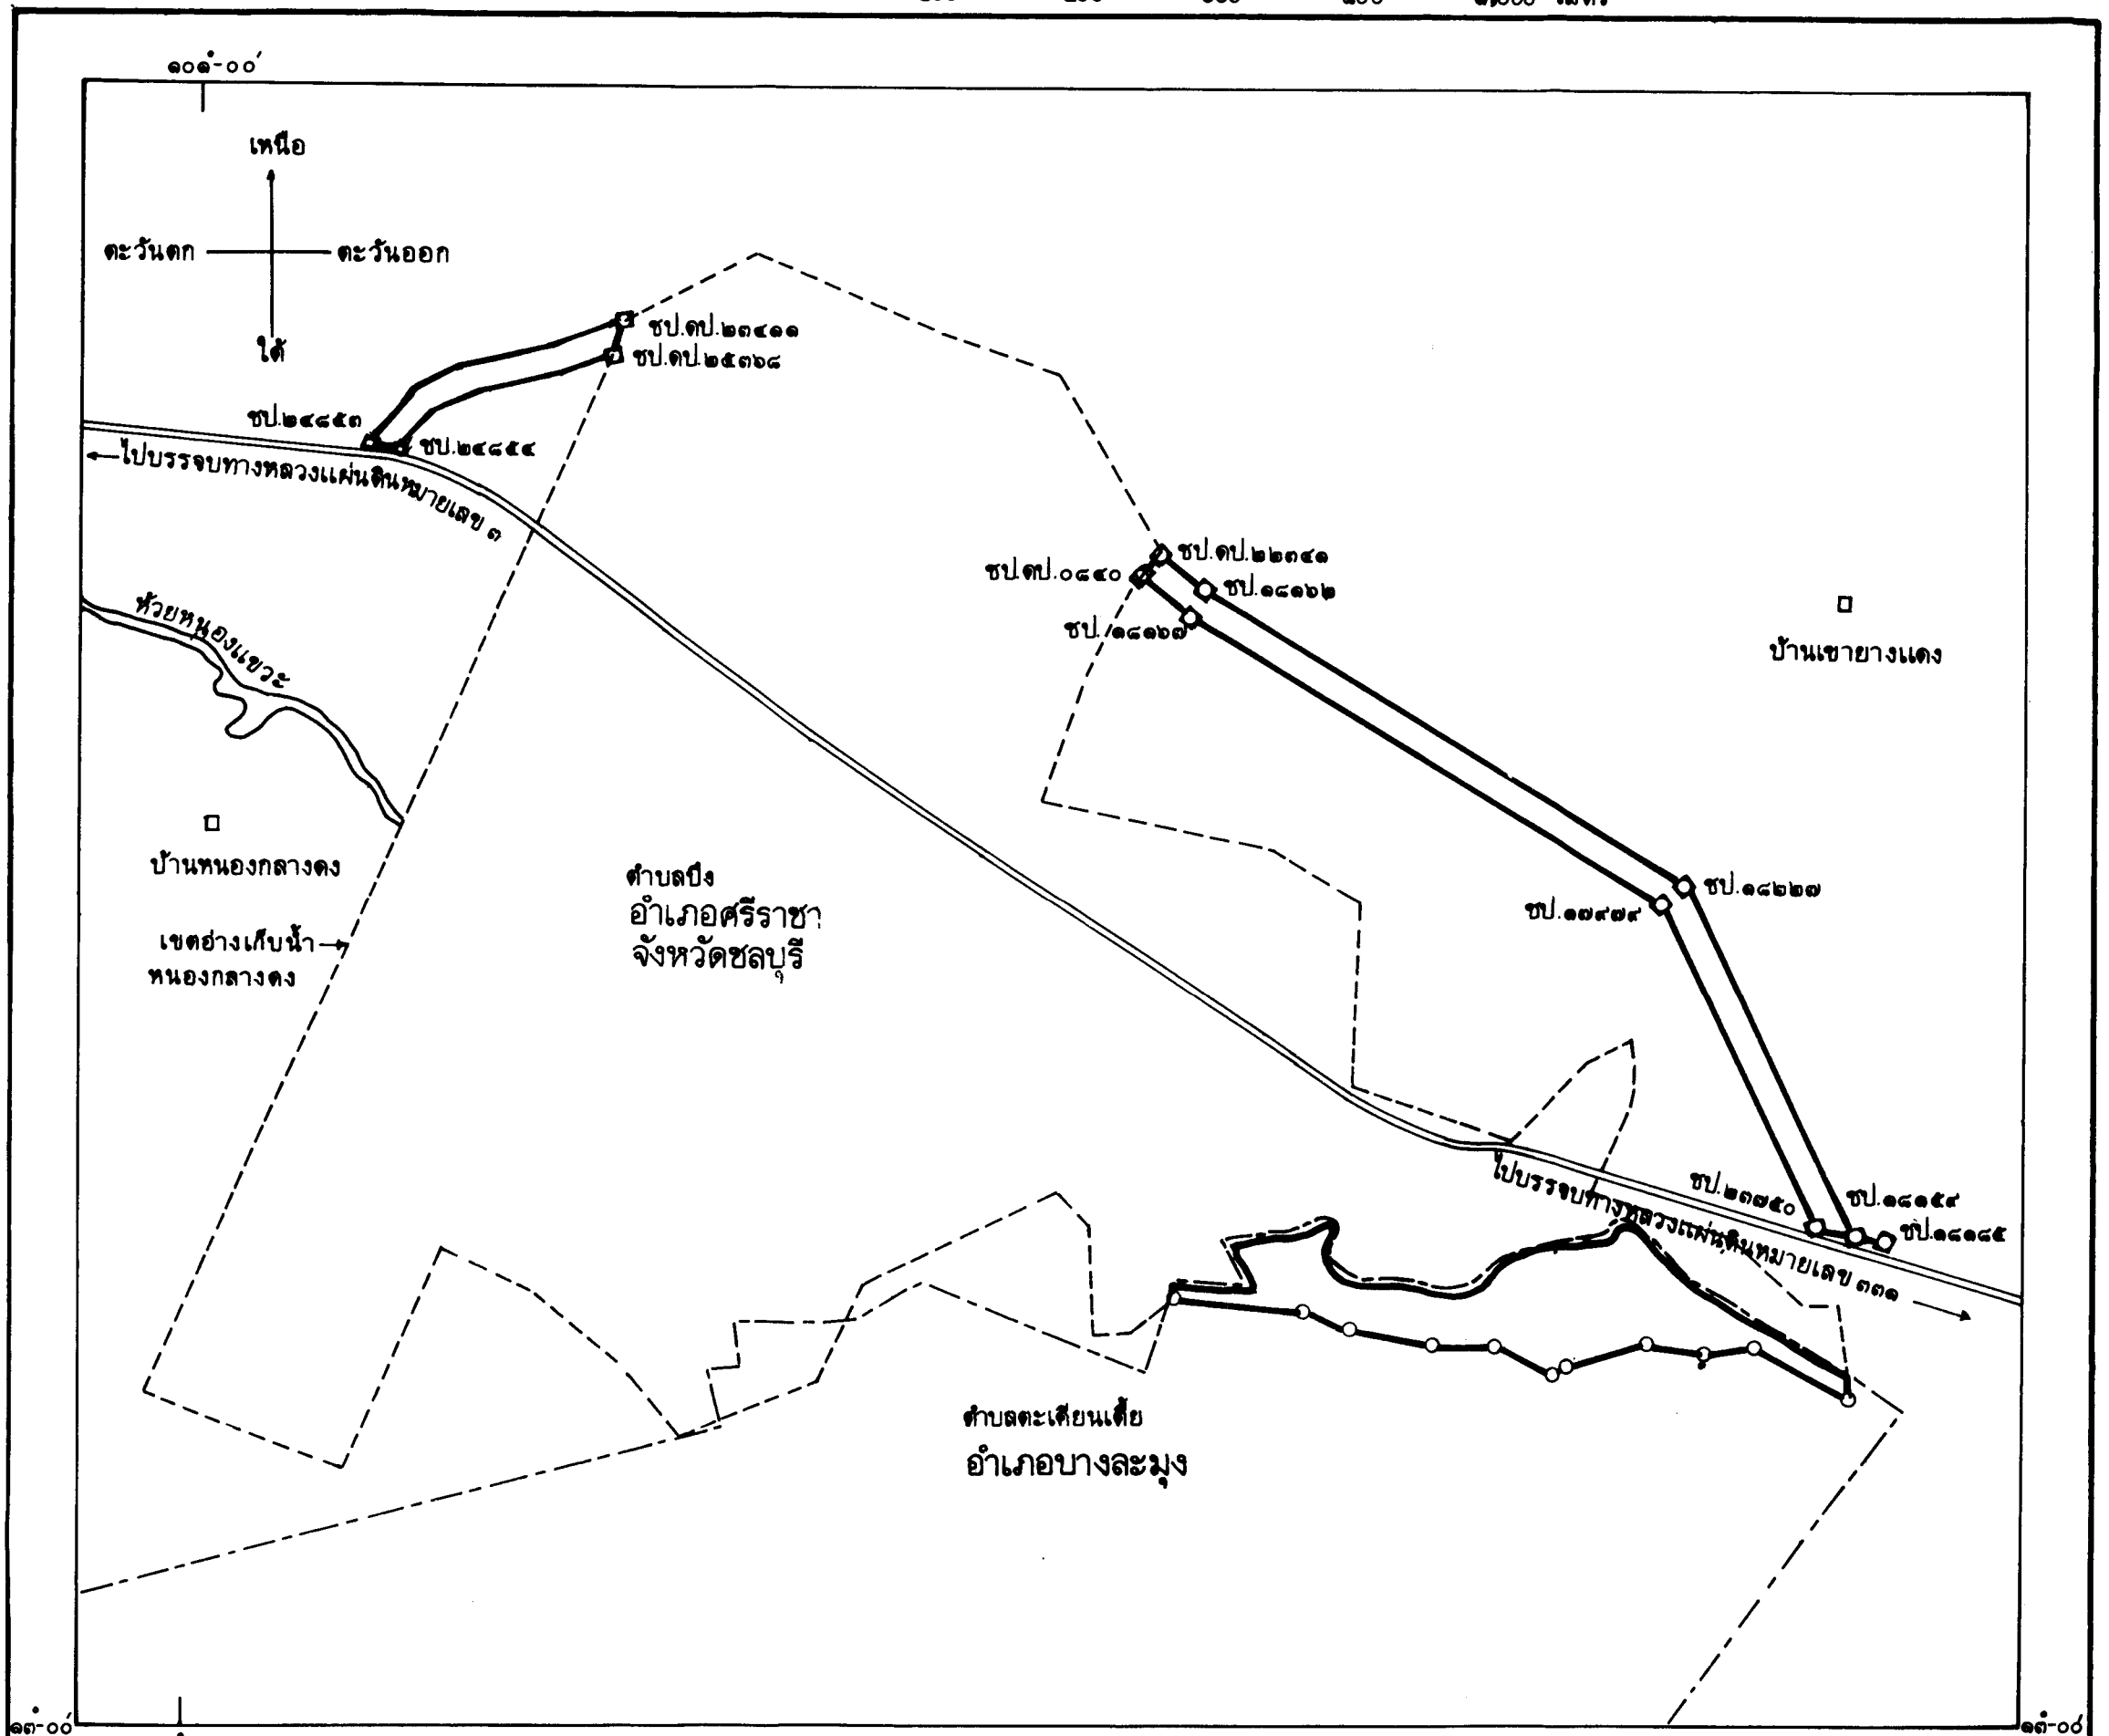 ๑๐๑°-๐๐′
เหนือ
ตะวันตก
ตะวันออก
ใต้
ชป.ดป.๒๓๔๑๑
ชป.ดป.๒๕๓๖๘
ชป.๒๔๘๕๓
ชป.๒๔๘๕๔
ไปบรรจบทางหลวงแผ่นดินหมายเลข ๓
ชป.ดป.๒๒๓๔๑
ชป.ดป.๐๘๔๐
ชป.๑๘๑๖๒
ชป.๑๘๑๖๗
ห้วยหนองแขวะ
บ้านเขายางแดง
บ้านหนองกลางดง
ตำบลบึง
อำเภอศรีราชา
จังหวัดชลบุรี
ชป.๑๘๒๒๗
ชป.๑๗๙๗๙
เขตอ่างเก็บน้ำ
หนองกลางดง
ชป.๒๓๗๕๐
ชป.๑๘๑๕๙
ชป.๑๘๑๘๕
ไปบรรจบทางหลวงแผ่นดินหมายเลข ๓๓๑
ตำบลตะเคียนเตี้ย
อำเภอบางละมุง
๑๓°-๐๐′
๑๓°-๐๐′